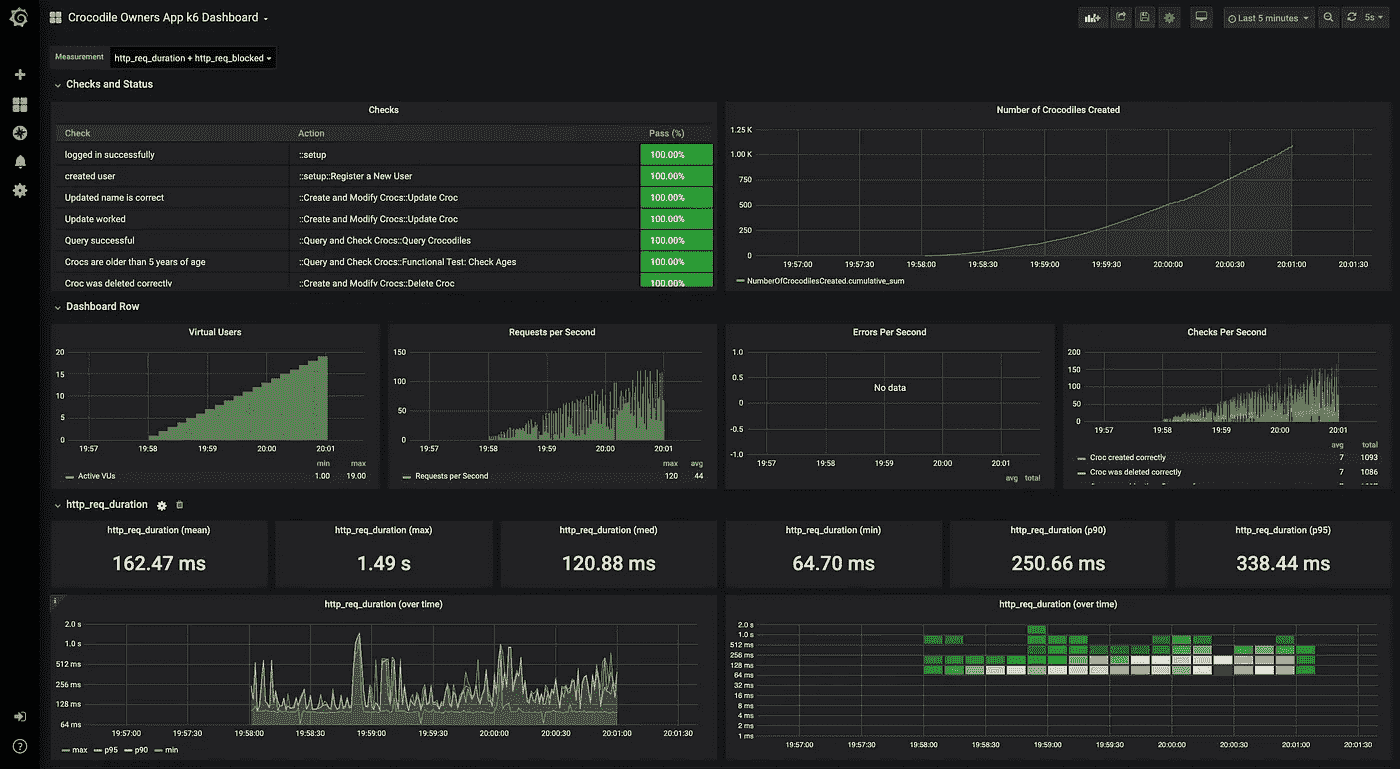 Crocodile Owners App k6 Dashboard
Last 5 minutes
5s
Measurement
http_req_duration + http_req_blocked
Checks and Status
Checks
Check Action Pass (%)
logged in successfully ::setup 100.00%
created user ::setup::Register a New User 100.00%
Updated name is correct ::Create and Modify Crocs::Update Croc 100.00%
Update worked ::Create and Modify Crocs::Update Croc 100.00%
Query successful ::Query and Check Crocs::Query Crocodiles 100.00%
Crocs are older than 5 years of age ::Query and Check Crocs::Functional Test: Check Ages 100.00%
Croc was deleted correctly ::Create and Modify Crocs::Delete Croc 100.00%
Number of Crocodiles Created
1.25 K
1.00 K
750
500
250
0
19:57:00 19:57:30 19:58:00 19:58:30 19:59:00 19:59:30 20:00:00 20:00:30 20:01:00 20:01:30
NumberOfCrocodilesCreated.cumulative_sum
Dashboard Row
Virtual Users
20
15
10
5
0
19:57 19:58 19:59 20:00 20:01
min max
Active VUs 1.00 19.00
Requests per Second
150
100
50
0
19:57 19:58 19:59 20:00 20:01
max avg
Requests per Second 120 44
Errors Per Second
1.0
0.5
0
-0.5
-1.0
No data
19:57 19:58 19:59 20:00 20:01
avg total
Checks Per Second
200
150
100
50
0
19:57 19:58 19:59 20:00 20:01
avg total
Croc created correctly 7 1093
Croc was deleted correctly 7 1086
http_req_duration
http_req_duration (mean)
162.47 ms
http_req_duration (max)
1.49 s
http_req_duration (med)
120.88 ms
http_req_duration (min)
64.70 ms
http_req_duration (p90)
250.66 ms
http_req_duration (p95)
338.44 ms
http_req_duration (over time)
2.0 s
1.0 s
512 ms
256 ms
128 ms
64 ms
19:57:00 19:57:30 19:58:00 19:58:30 19:59:00 19:59:30 20:00:00 20:00:30 20:01:00 20:01:30
max p95 p90 min
http_req_duration (over time)
2.0 s
1.0 s
512 ms
256 ms
128 ms
64 ms
32 ms
16 ms
8 ms
4 ms
2 ms
1 ms
19:57:00 19:57:30 19:58:00 19:58:30 19:59:00 19:59:30 20:00:00 20:00:30 20:01:00 20:01:30